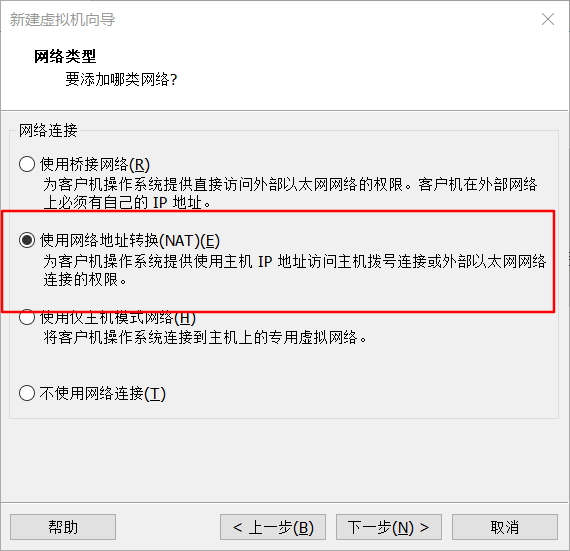 新建虚拟机向导
网络类型
要添加哪类网络?
网络连接
使用桥接网络(R)
为客户机操作系统提供直接访问外部以太网网络的权限。客户机在外部网络
上必须有自己的 IP 地址。
使用网络地址转换(NAT)(E)
为客户机操作系统提供使用主机 IP 地址访问主机拨号连接或外部以太网网络
连接的权限。
使用仅主机模式网络(H)
将客户机操作系统连接到主机上的专用虚拟网络。
不使用网络连接(T)
帮助
< 上一步(B)
下一步(N) >
取消